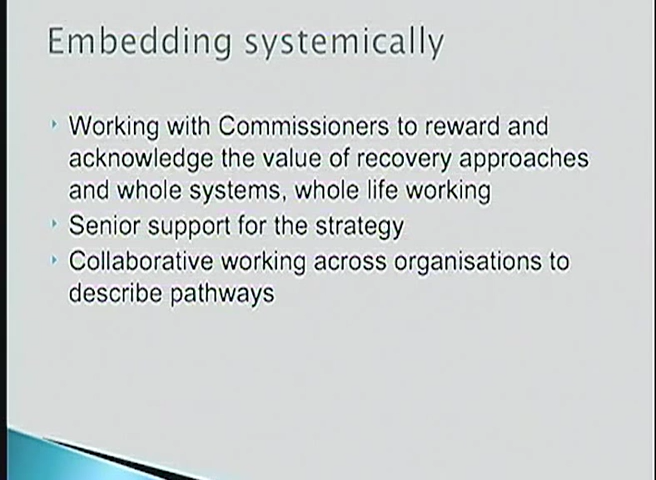 Embedding systemically
Working with Commissioners to reward and
acknowledge the value of recovery approaches
and whole systems, whole life working
Senior support for the strategy
Collaborative working across organisations to
describe pathways